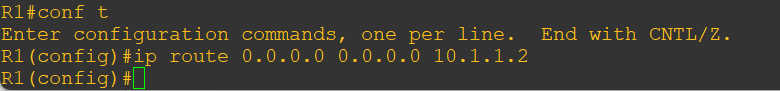 R1#conf t
Enter configuration commands, one per line.  End with CNTL/Z.
R1(config)#ip route 0.0.0.0 0.0.0.0 10.1.1.2
R1(config)#